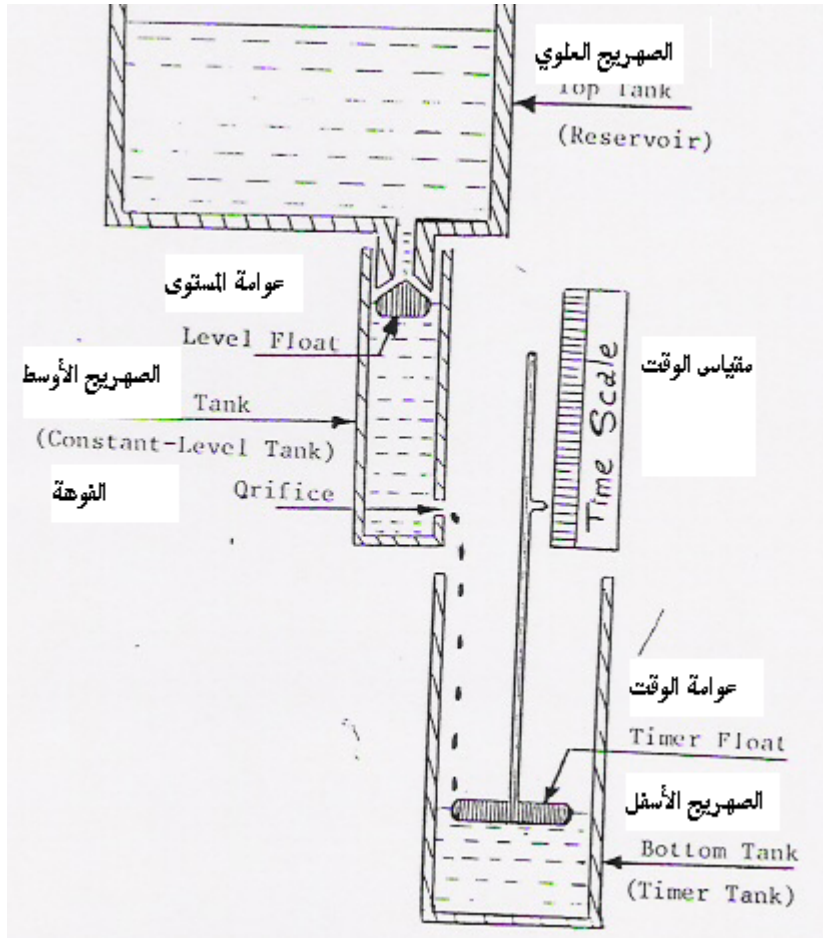 الصهريج العلوي
Top Tank
(Reservoir)
عوامة المستوى
Level Float
الصهريج الأوسط
Tank
(Constant-Level Tank)
الفوهة
Qrifice
مقياس الوقت
Time Scale
عوامة الوقت
Timer Float
الصهريج الأسفل
Bottom Tank
(Timer Tank)